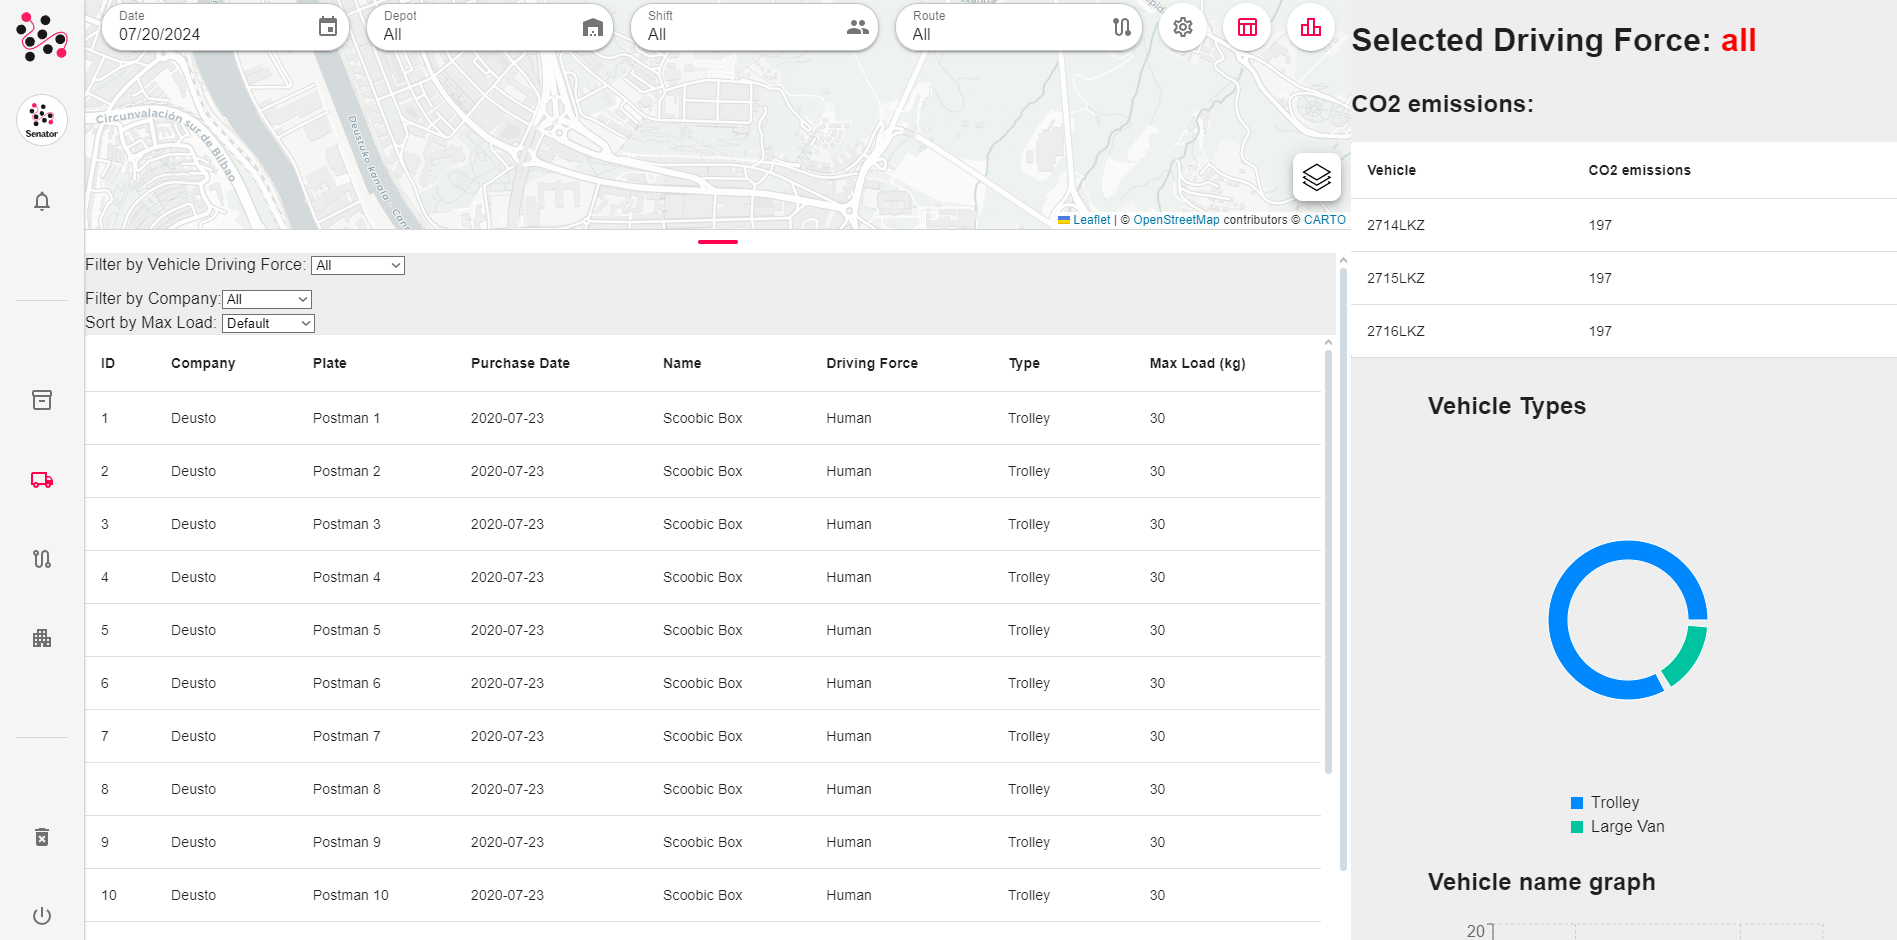 Date
07/20/2024
Depot
All
Shift
All
Route
All
Senator
Circunvalación sur de Bilbao
Deustuko kanala - Can
Leaflet | © OpenStreetMap contributors © CARTO
Filter by Vehicle Driving Force: All
Filter by Company: All
Sort by Max Load: Default
ID Company Plate Purchase Date Name Driving Force Type Max Load (kg)
1 Deusto Postman 1 2020-07-23 Scoobic Box Human Trolley 30
2 Deusto Postman 2 2020-07-23 Scoobic Box Human Trolley 30
3 Deusto Postman 3 2020-07-23 Scoobic Box Human Trolley 30
4 Deusto Postman 4 2020-07-23 Scoobic Box Human Trolley 30
5 Deusto Postman 5 2020-07-23 Scoobic Box Human Trolley 30
6 Deusto Postman 6 2020-07-23 Scoobic Box Human Trolley 30
7 Deusto Postman 7 2020-07-23 Scoobic Box Human Trolley 30
8 Deusto Postman 8 2020-07-23 Scoobic Box Human Trolley 30
9 Deusto Postman 9 2020-07-23 Scoobic Box Human Trolley 30
10 Deusto Postman 10 2020-07-23 Scoobic Box Human Trolley 30
Selected Driving Force: all
CO2 emissions:
Vehicle CO2 emissions
2714LKZ 197
2715LKZ 197
2716LKZ 197
Vehicle Types
Trolley
Large Van
Vehicle name graph
20